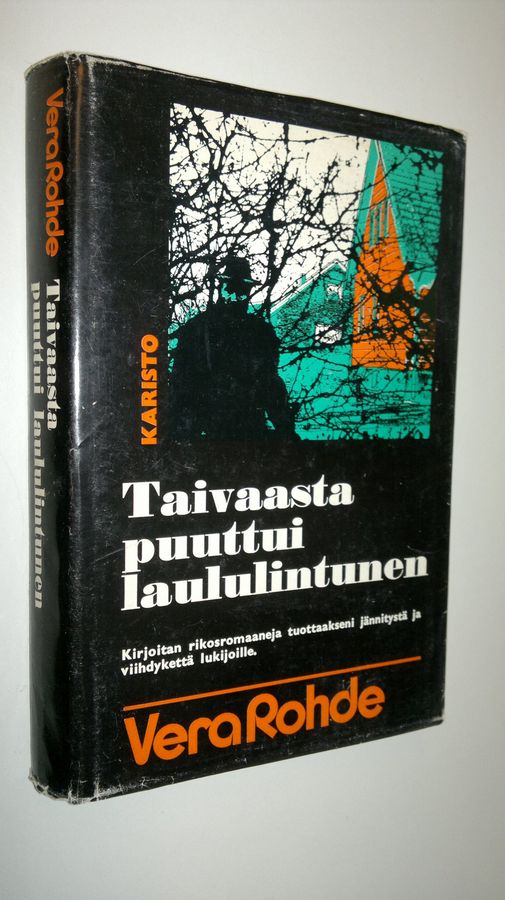 Vera Rohde
Taivaasta
puuttui laululintunen
KARISTO
Taivaasta
puuttui
laululintunen
Kirjoitan rikosromaaneja tuottaakseni jännitystä ja
viihdykettä lukijoille.
Vera Rohde